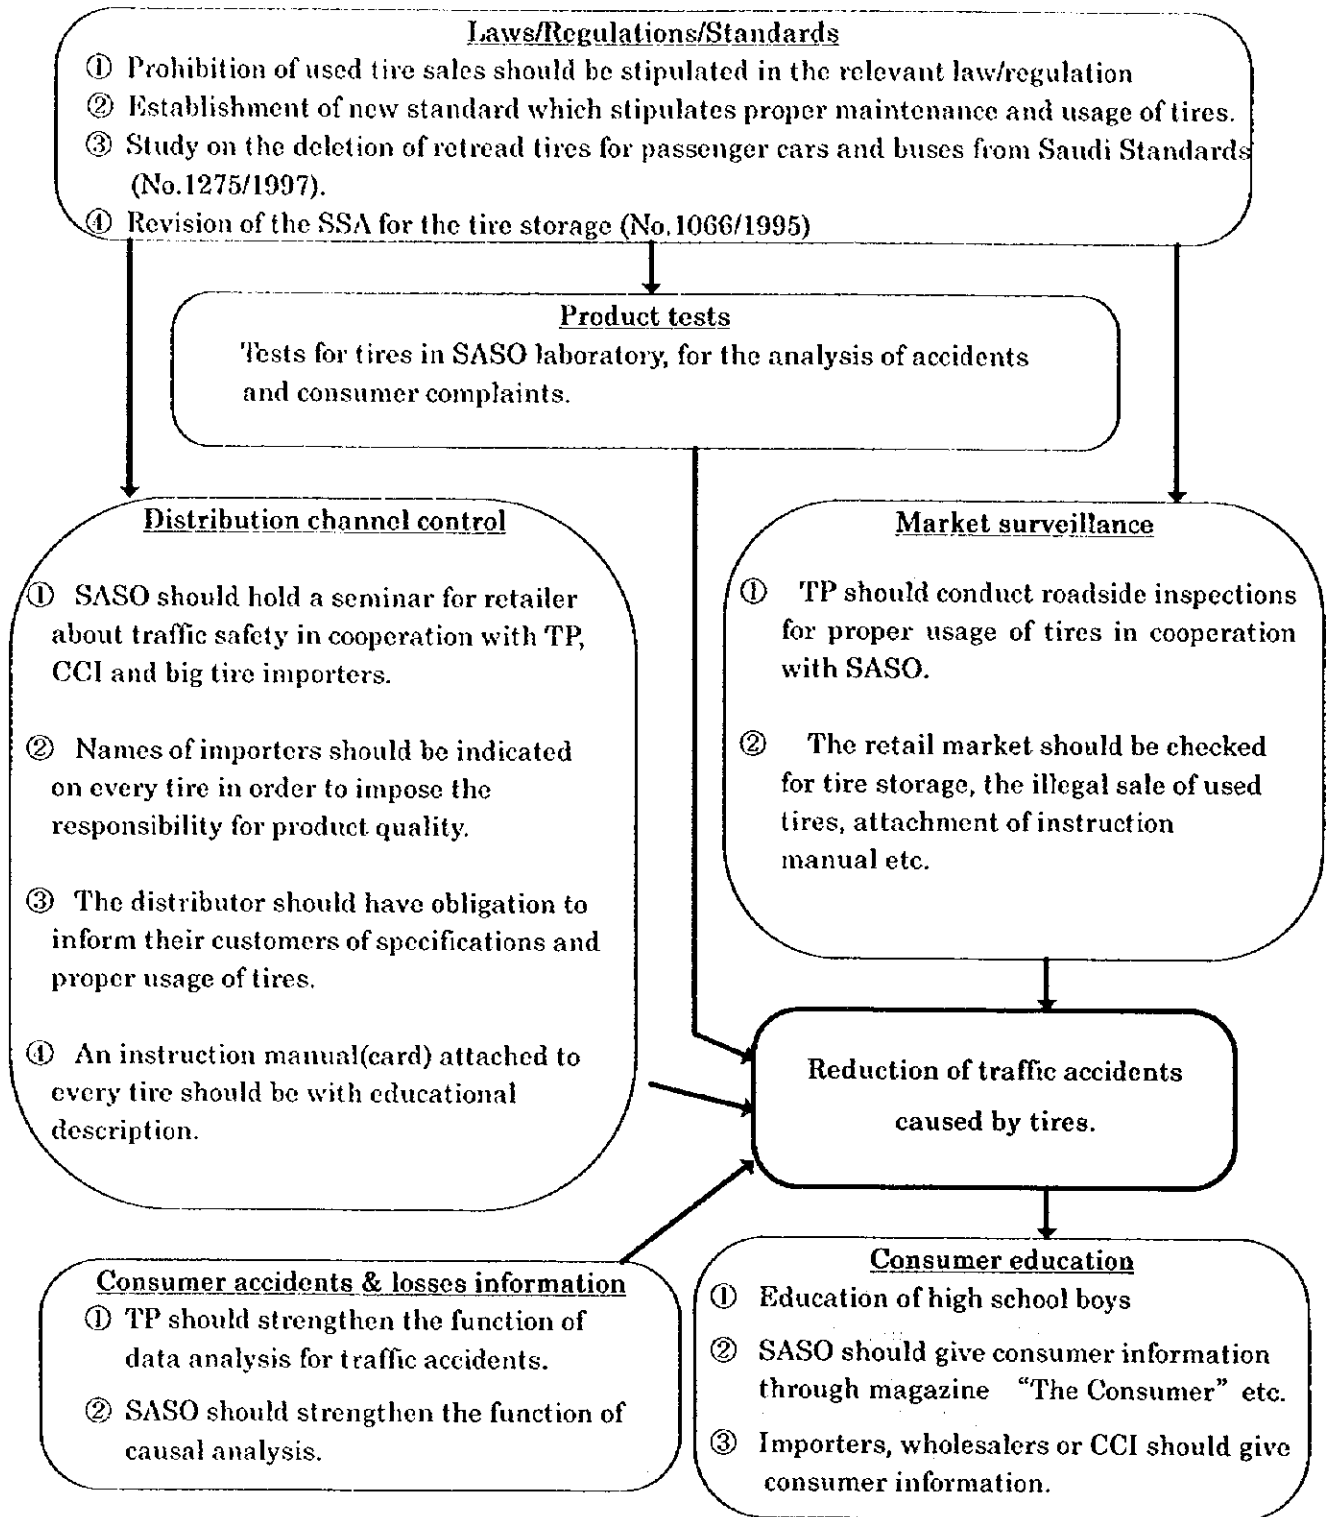 Laws/Regulations/Standards
① Prohibition of used tire sales should be stipulated in the relevant law/regulation
② Establishment of new standard which stipulates proper maintenance and usage of tires.
③ Study on the deletion of retread tires for passenger cars and buses from Saudi Standards
(No.1275/1997).
④ Revision of the SSA for the tire storage (No.1066/1995)
Product tests
Tests for tires in SASO laboratory, for the analysis of accidents
and consumer complaints.
Distribution channel control
① SASO should hold a seminar for retailer
about traffic safety in cooperation with TP,
CCI and big tire importers.
② Names of importers should be indicated
on every tire in order to impose the
responsibility for product quality.
③ The distributor should have obligation to
inform their customers of specifications and
proper usage of tires.
④ An instruction manual(card) attached to
every tire should be with educational
description.
Market surveillance
① TP should conduct roadside inspections
for proper usage of tires in cooperation
with SASO.
② The retail market should be checked
for tire storage, the illegal sale of used
tires, attachment of instruction
manual etc.
Reduction of traffic accidents
caused by tires.
Consumer accidents & losses information
① TP should strengthen the function of
data analysis for traffic accidents.
② SASO should strengthen the function of
causal analysis.
Consumer education
① Education of high school boys
② SASO should give consumer information
through magazine "The Consumer" etc.
③ Importers, wholesalers or CCI should give
consumer information.